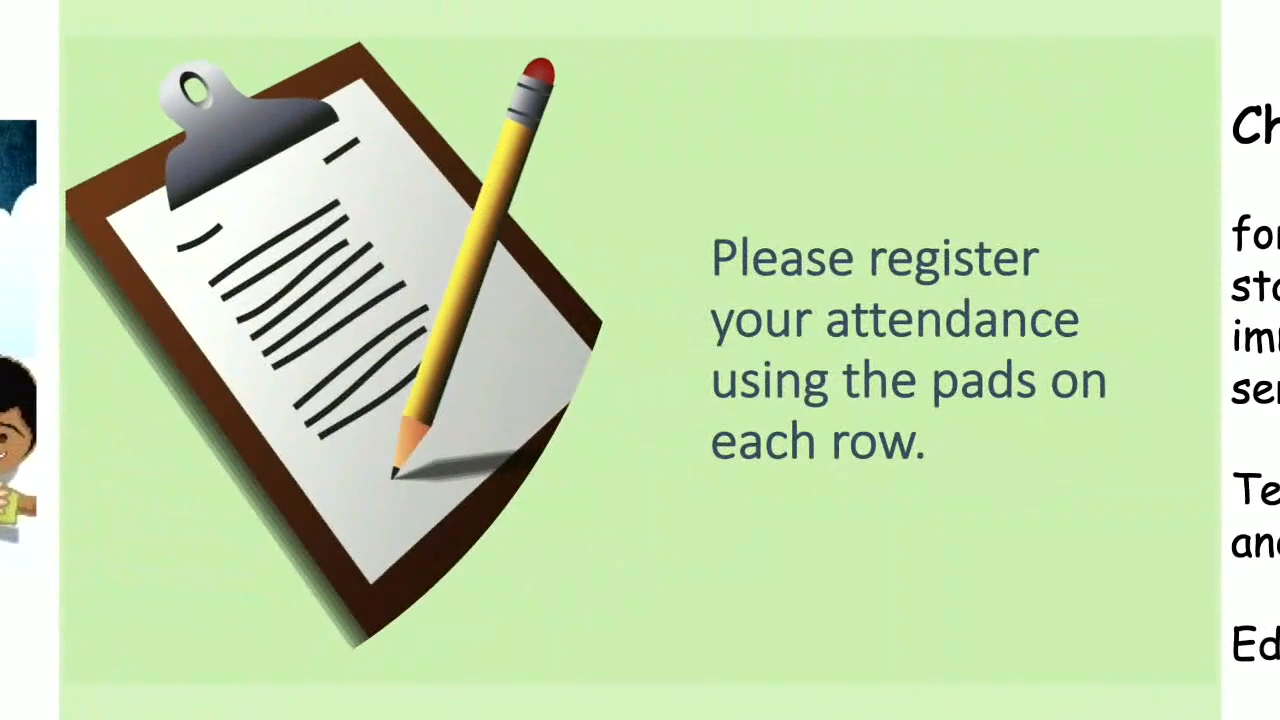 Please register
your attendance
using the pads on
each row.